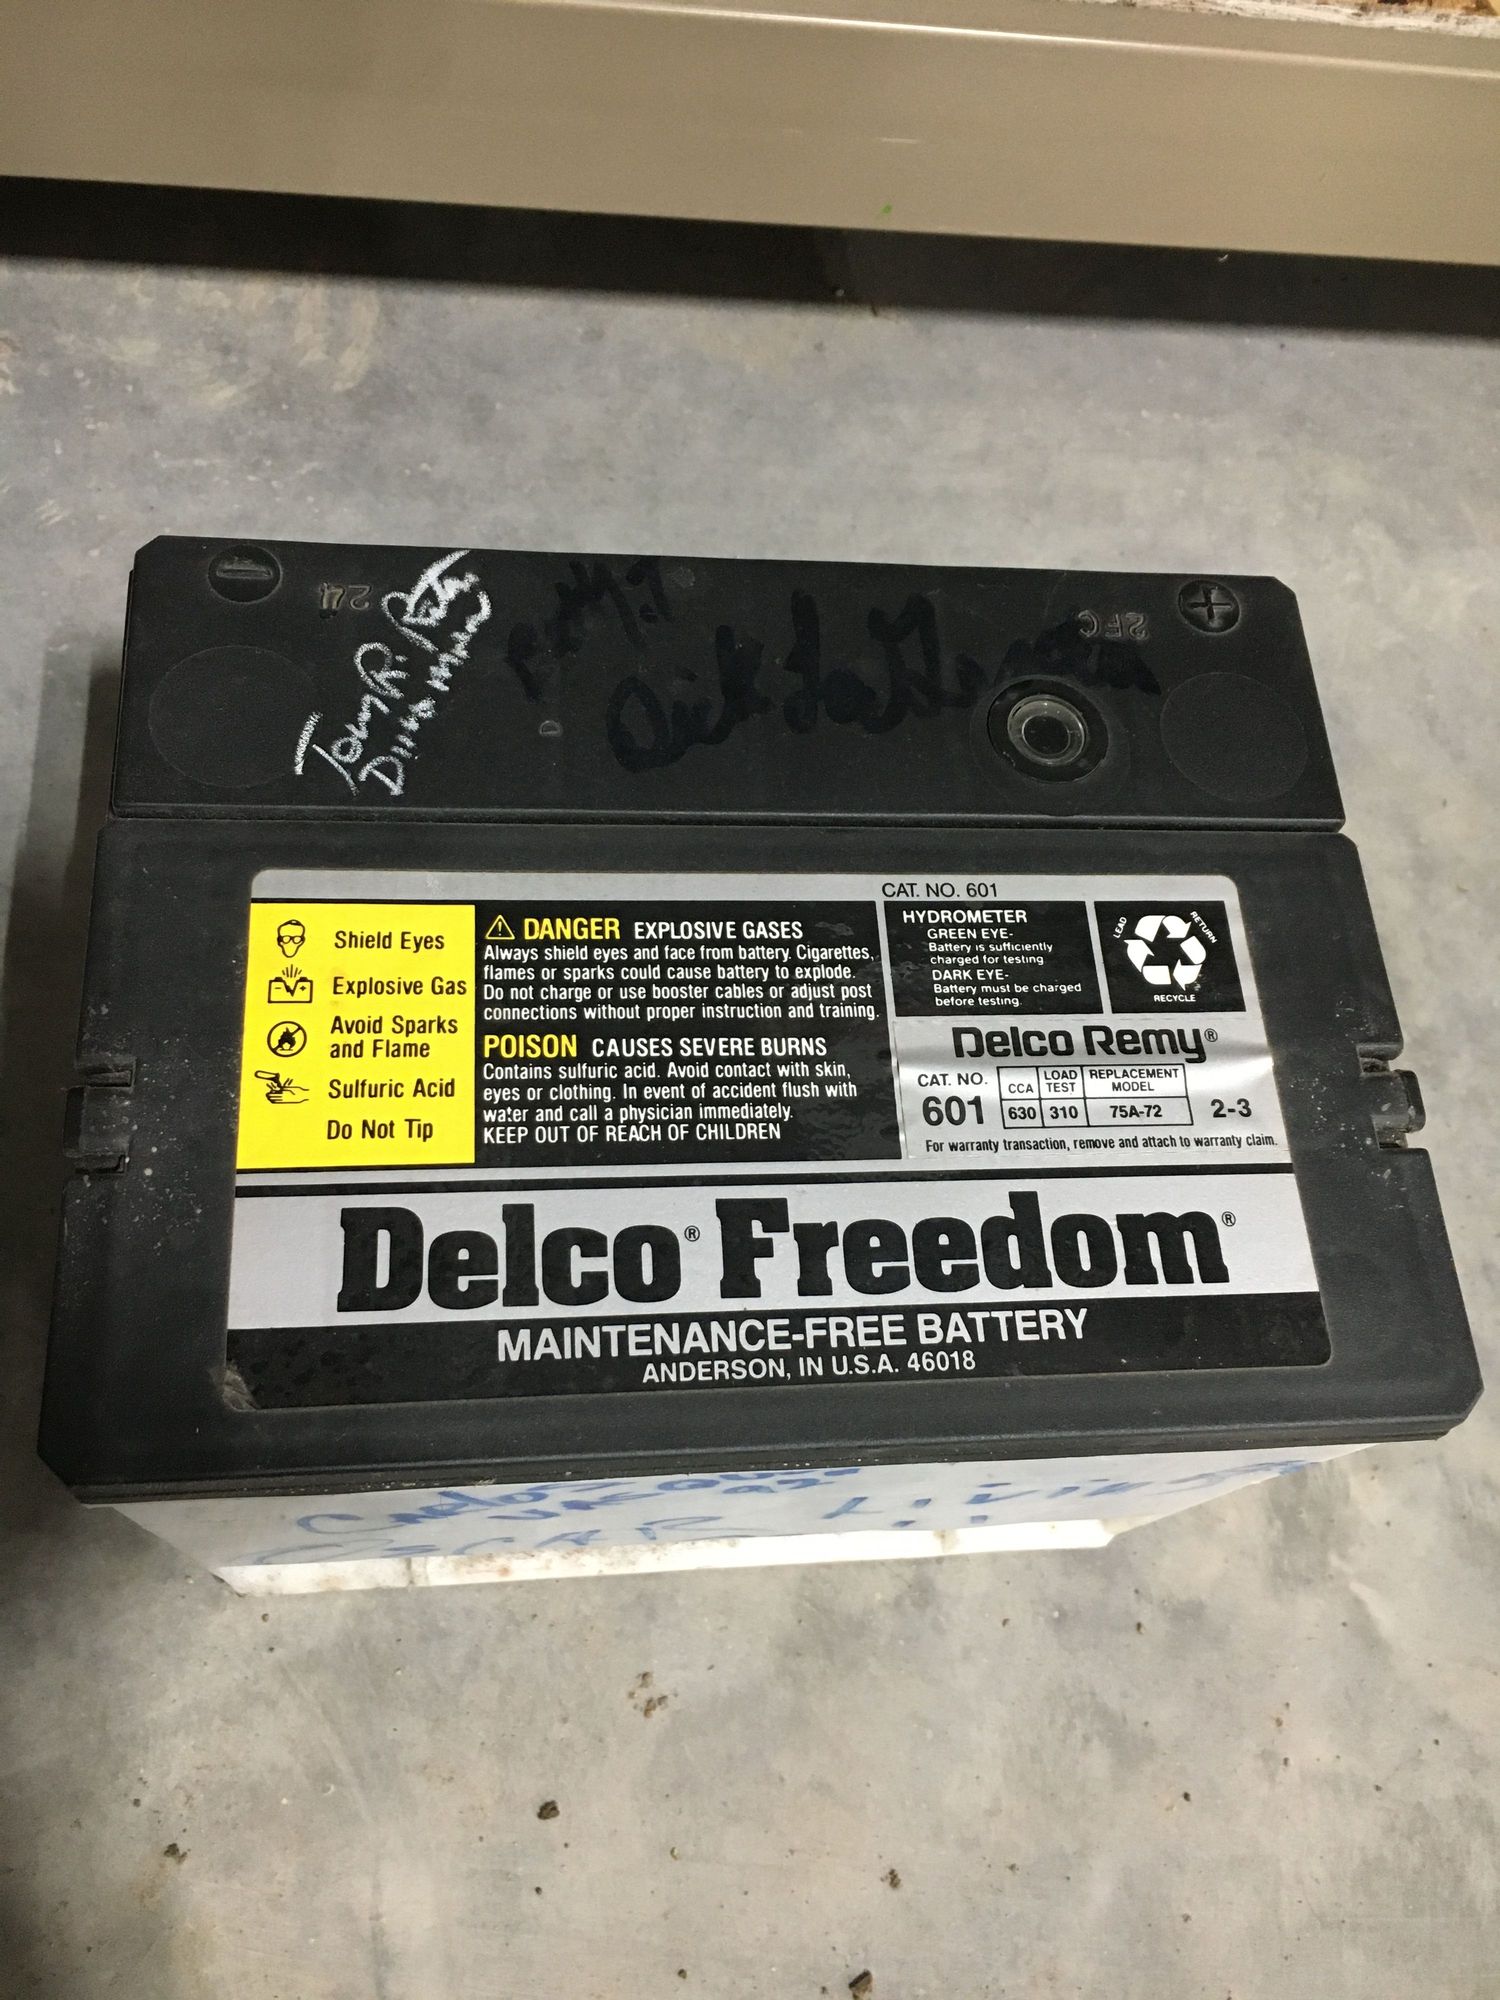 24
2FC
Tony R.
CAT. NO. 601
Shield Eyes
Explosive Gas
Avoid Sparks
and Flame
Sulfuric Acid
Do Not Tip
DANGER EXPLOSIVE GASES
Always shield eyes and face from battery. Cigarettes,
flames or sparks could cause battery to explode.
Do not charge or use booster cables or adjust post
connections without proper instruction and training.
POISON CAUSES SEVERE BURNS
Contains sulfuric acid. Avoid contact with skin,
eyes or clothing. In event of accident flush with
water and call a physician immediately.
KEEP OUT OF REACH OF CHILDREN
HYDROMETER
GREEN EYE-
Battery is sufficiently
charged for testing
DARK EYE-
Battery must be charged
before testing.
LEAD
RETURN
RECYCLE
Delco Remy®
CAT. NO.
601
CCA
630
LOAD
TEST
310
REPLACEMENT
MODEL
75A-72
2-3
For warranty transaction, remove and attach to warranty claim.
Delco® Freedom®
MAINTENANCE-FREE BATTERY
ANDERSON, IN U.S.A. 46018